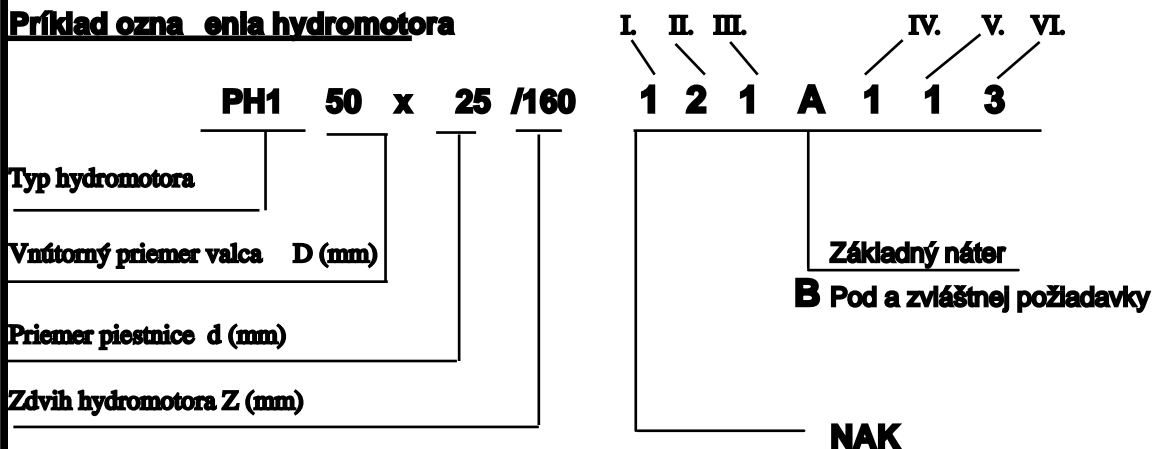 Príklad ozna enia hydromotora
I. II. III. IV. V. VI.
PH1 50 x 25 /160 1 2 1 A 1 1 3
Typ hydromotora
Vnútorný priemer valca D (mm)
Základný náter
B Pod a zvláštnej požiadavky
Priemer piestnice d (mm)
Zdvih hydromotora Z (mm)
NAK